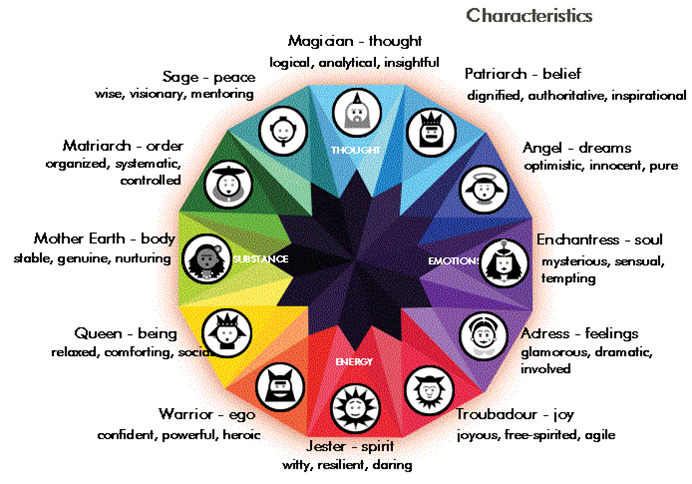 Characteristics
Magician - thought
logical, analytical, insightful
Patriarch - belief
dignified, authoritative, inspirational
Angel - dreams
optimistic, innocent, pure
Enchantress - soul
mysterious, sensual,
tempting
Actress - feelings
glamorous, dramatic,
involved
Troubadour - joy
joyous, free-spirited, agile
Jester - spirit
witty, resilient, daring
Warrior - ego
confident, powerful, heroic
Queen - being
relaxed, comforting, social
Mother Earth - body
stable, genuine, nurturing
Matriarch - order
organized, systematic,
controlled
Sage - peace
wise, visionary, mentoring
THOUGHT
EMOTIONS
ENERGY
SUBSTANCE